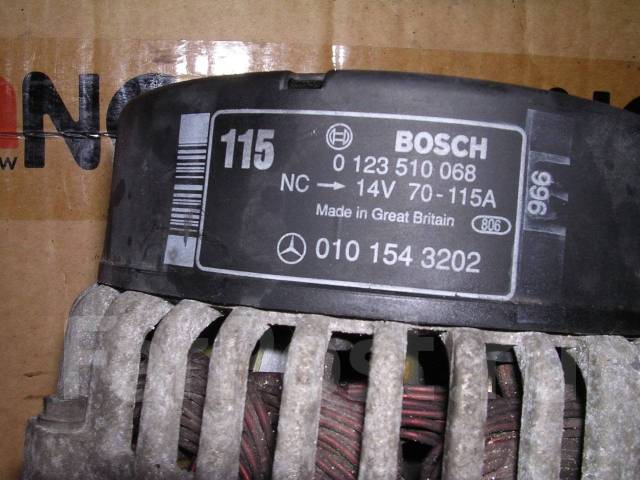 115
BOSCH
0 123 510 068
NC → 14V 70-115A
Made in Great Britain
806
010 154 3202
966